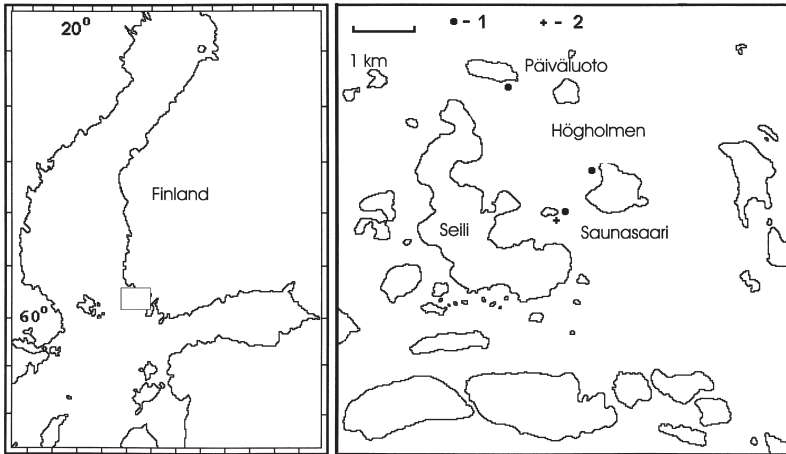 20°
Finland
60°
1 km
• - 1
+ - 2
Päiväluoto
Högholmen
Seili
Saunasaari